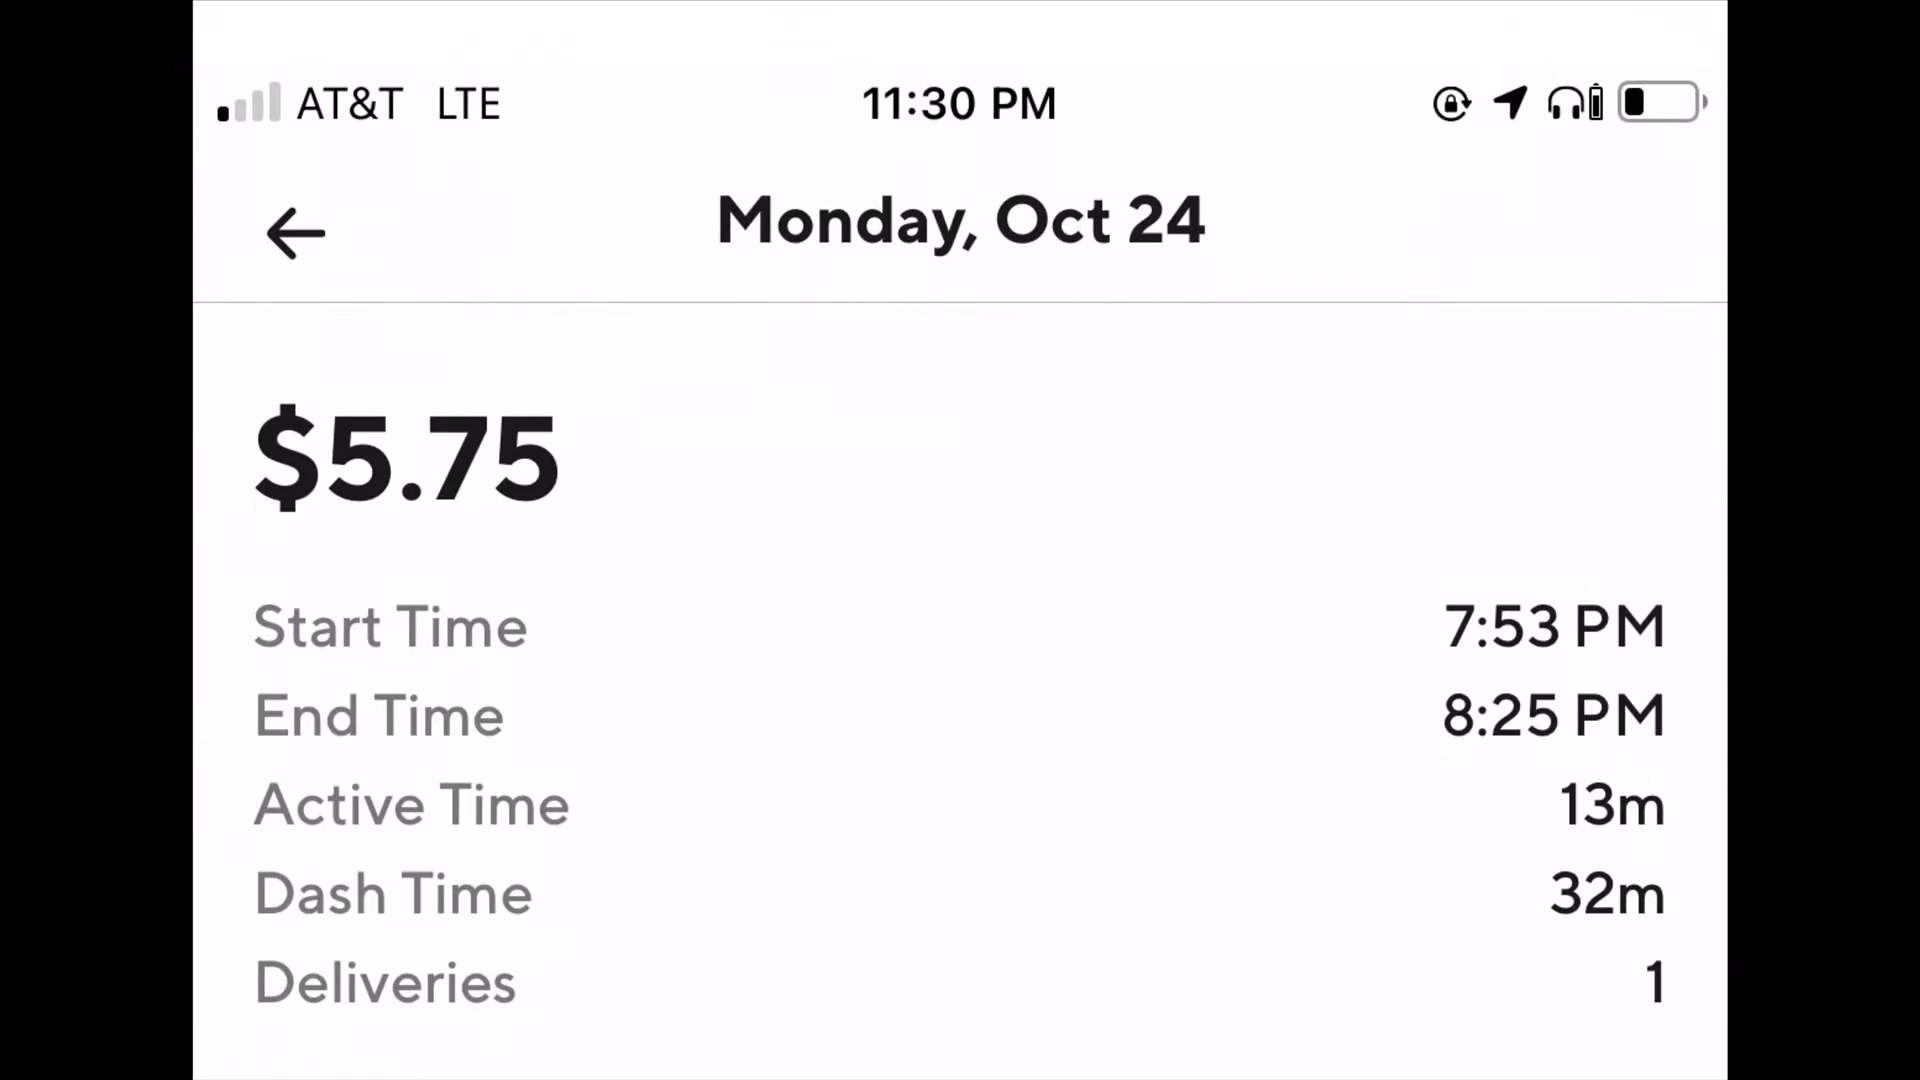 AT&T LTE 11:30 PM
Monday, Oct 24
$5.75
Start Time 7:53 PM
End Time 8:25 PM
Active Time 13m
Dash Time 32m
Deliveries 1